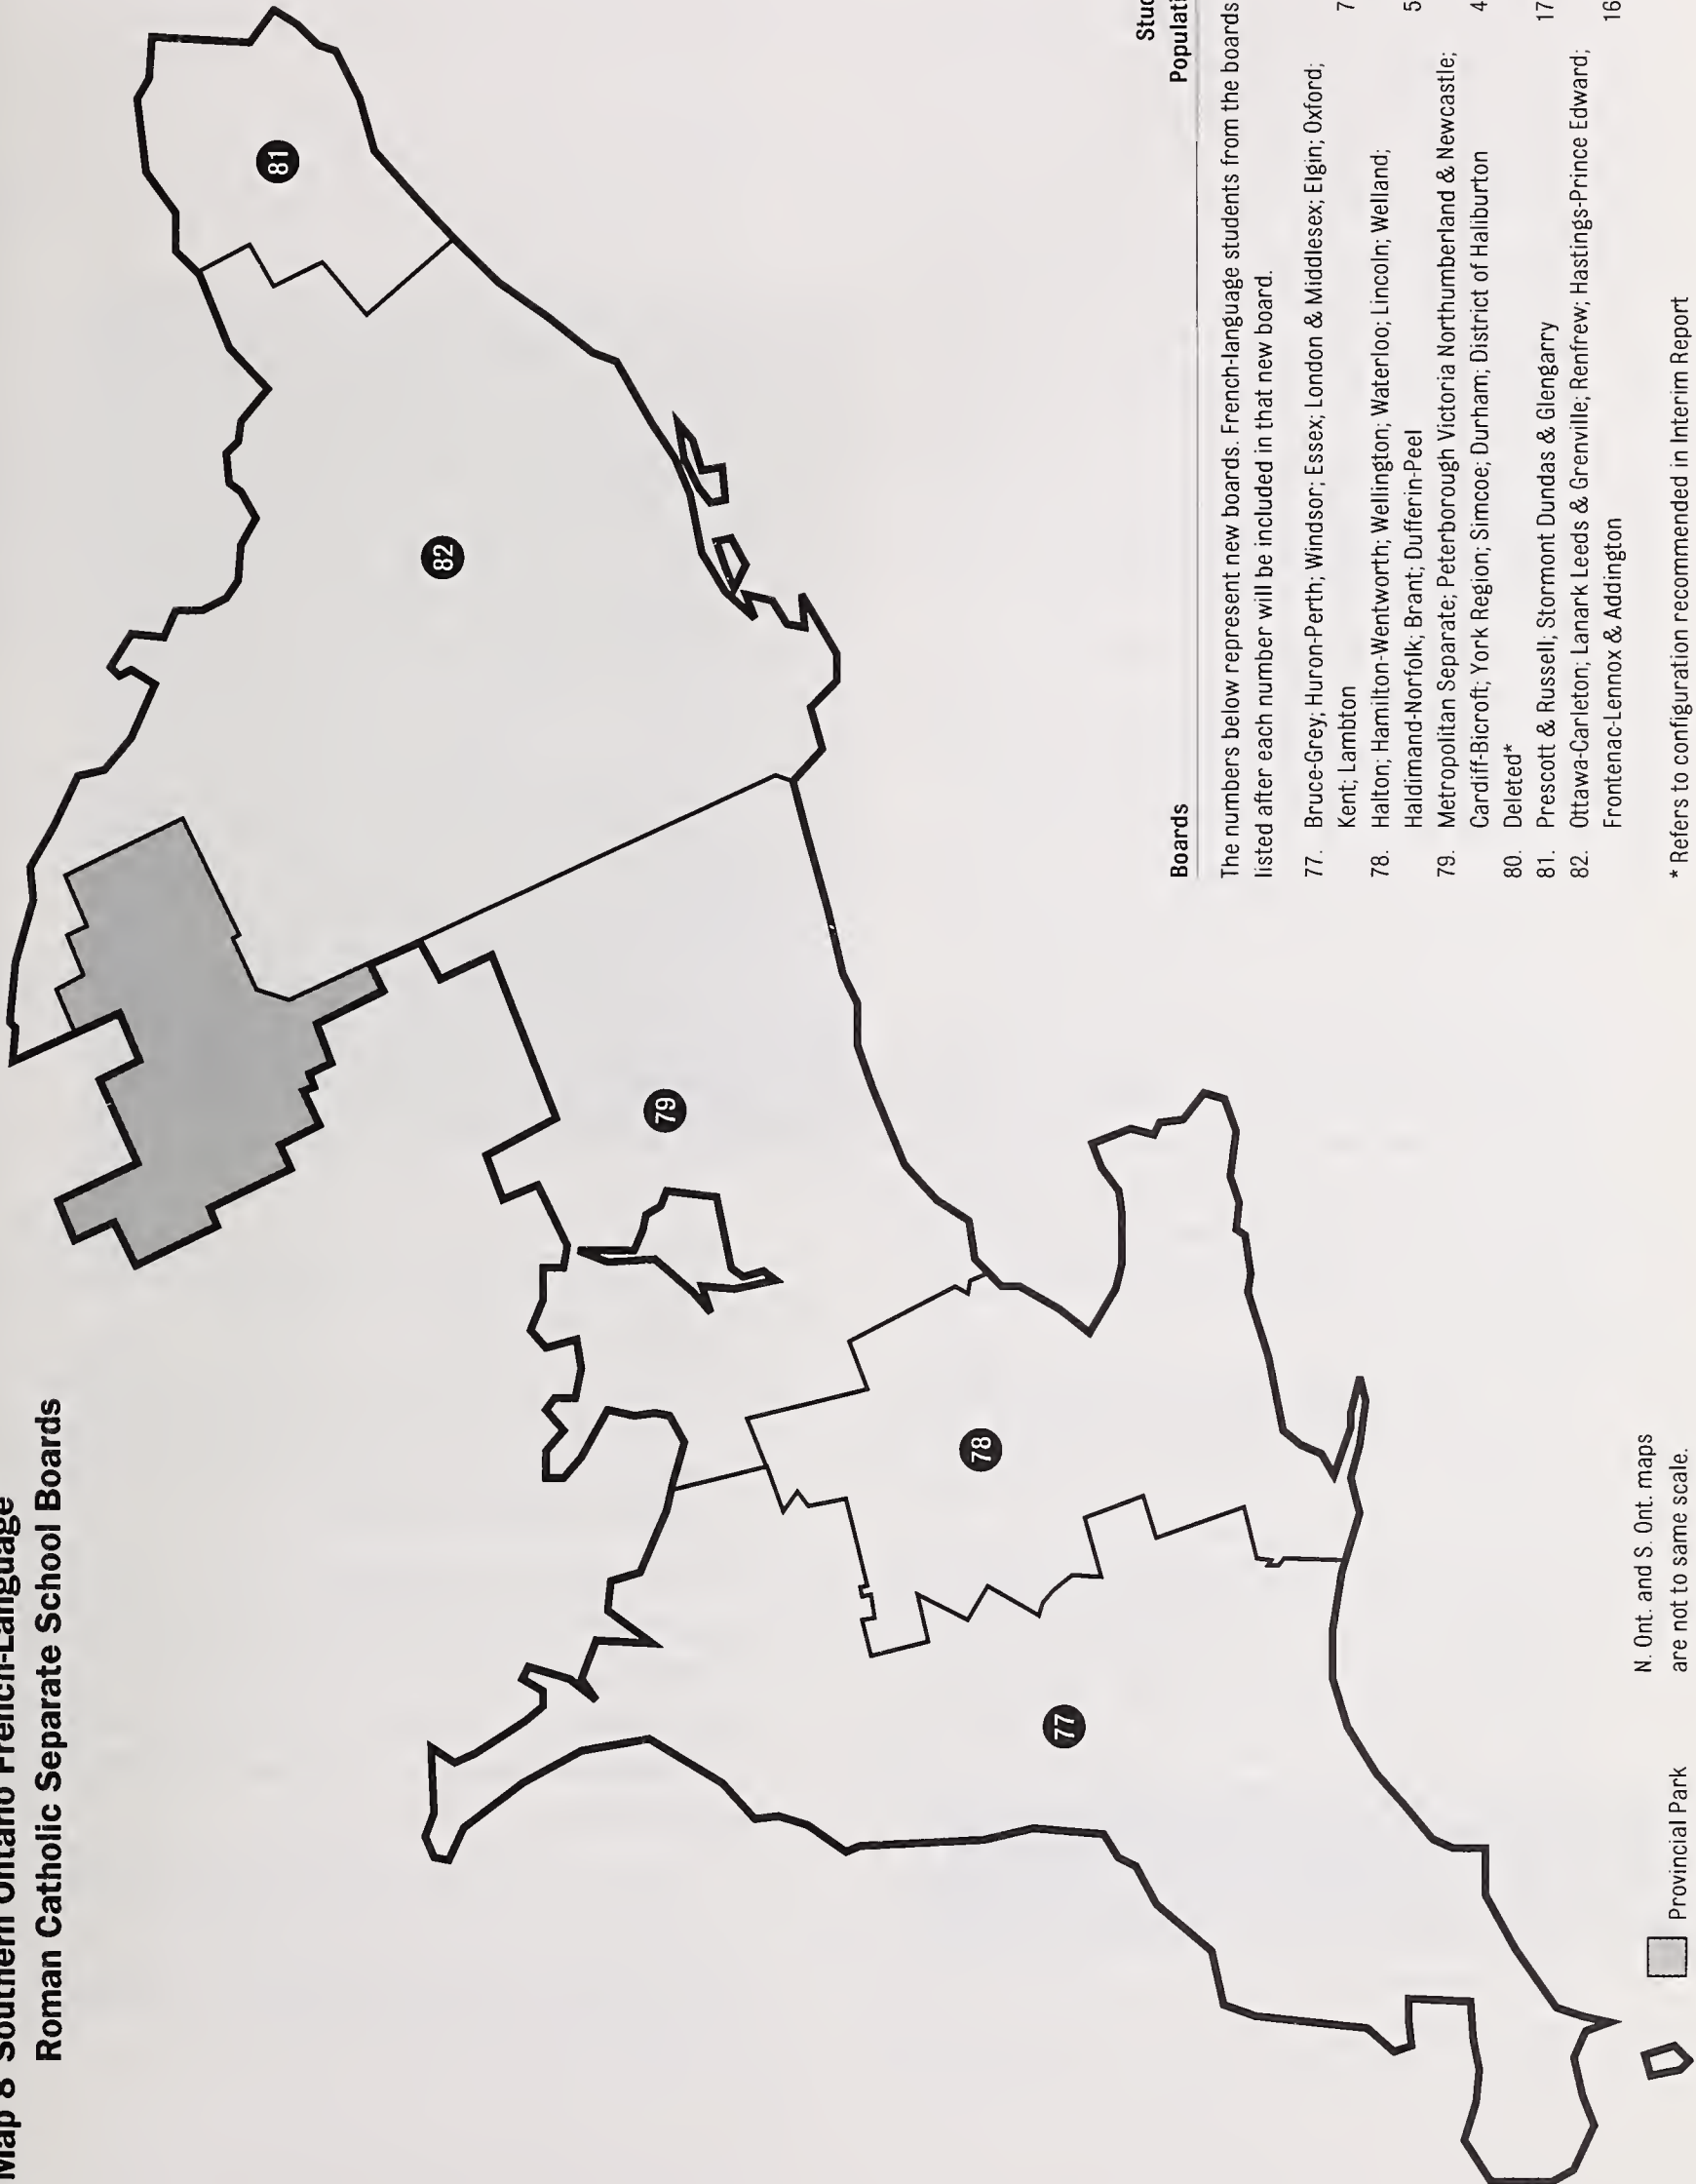 Map 8 Southern Ontario French-Language
Roman Catholic Separate School Boards
81
82
79
78
77
Boards
The numbers below represent new boards. French-language students from the boards
listed after each number will be included in that new board.
77. Bruce-Grey; Huron-Perth; Windsor; Essex; London & Middlesex; Elgin; Oxford;
Kent; Lambton 7
78. Halton; Hamilton-Wentworth; Wellington; Waterloo; Lincoln; Welland;
Haldimand-Norfolk; Brant; Dufferin-Peel 5
79. Metropolitan Separate; Peterborough Victoria Northumberland & Newcastle;
Cardiff-Bicroft; York Region; Simcoe; Durham; District of Haliburton 4
80. Deleted*
81. Prescott & Russell; Stormont Dundas & Glengarry 17
82. Ottawa-Carleton; Lanark Leeds & Grenville; Renfrew; Hastings-Prince Edward;
Frontenac-Lennox & Addington 16
* Refers to configuration recommended in Interim Report
N. Ont. and S. Ont. maps
are not to same scale.
Provincial Park